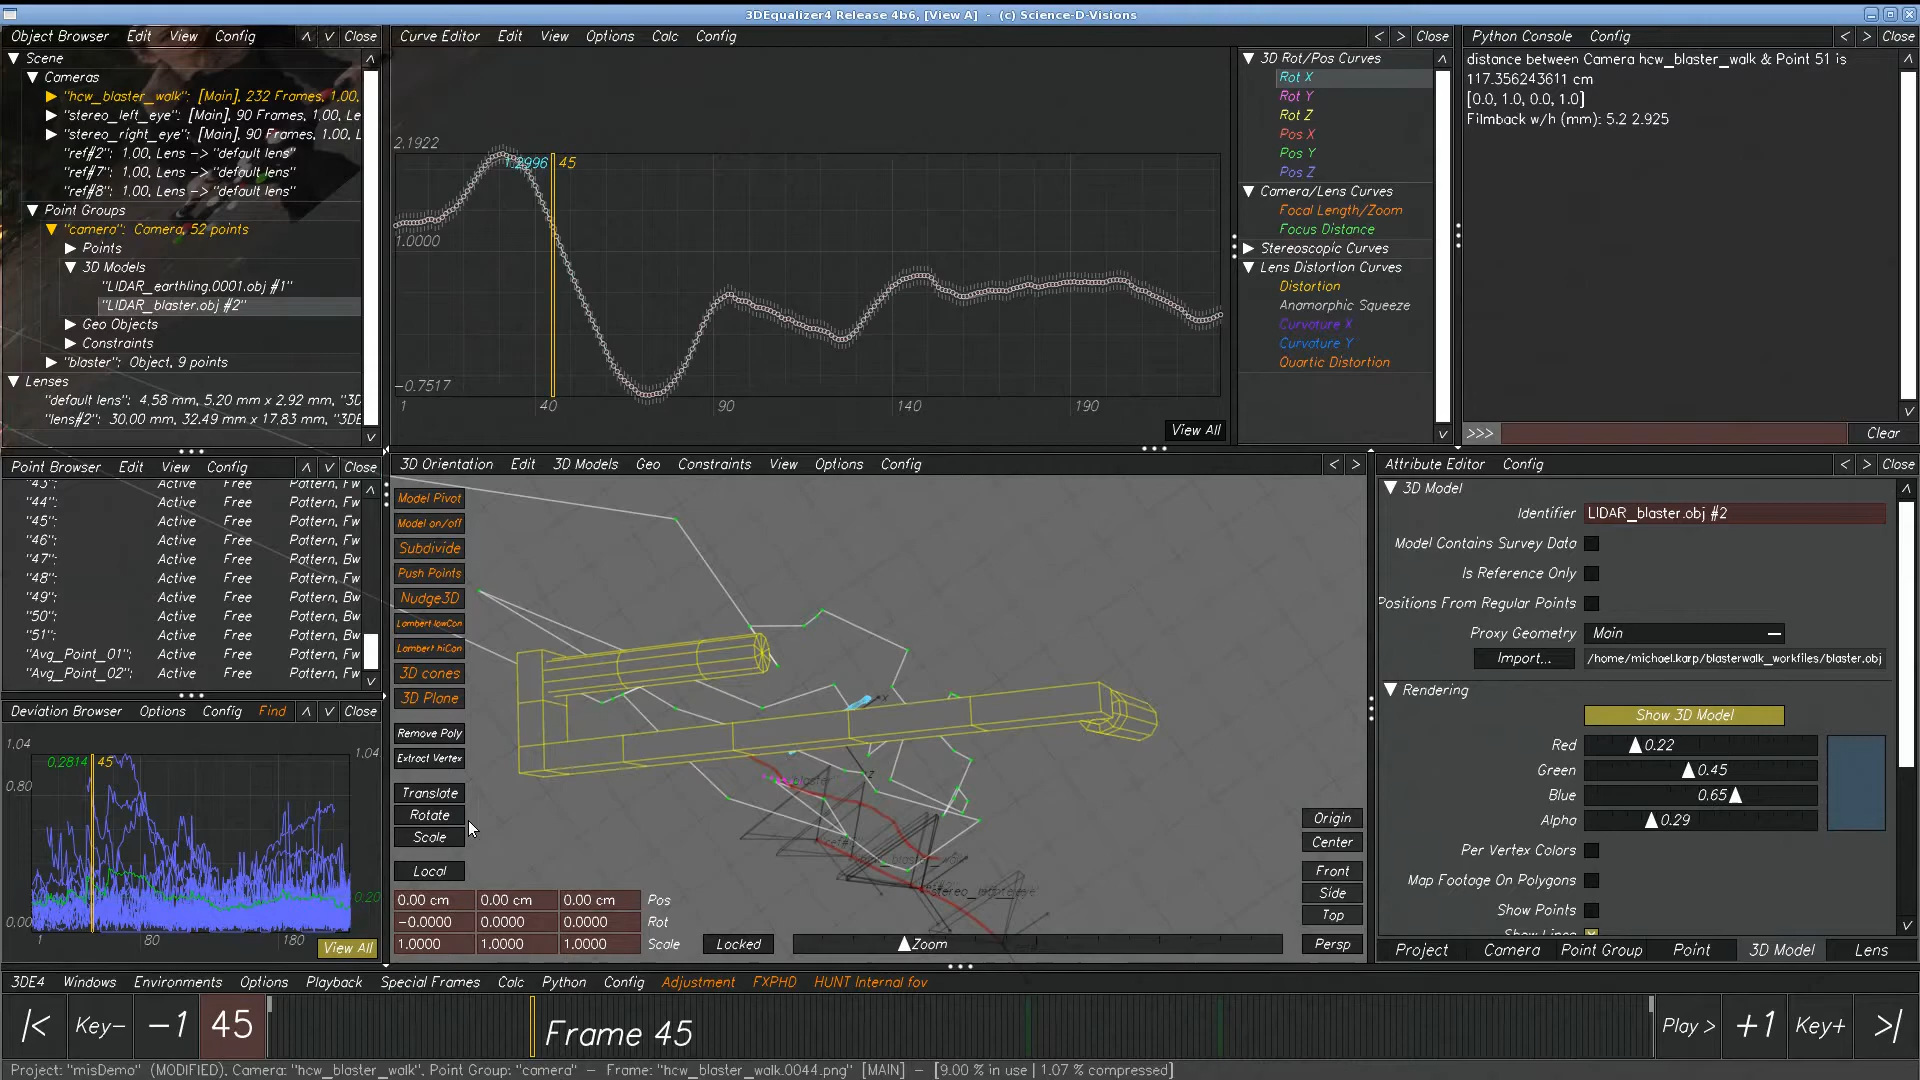 3DEqualizer4 Release 4b6, [View A]  -  (c) Science-D-Visions
Object Browser Edit View Config Close
Scene
Cameras
"hcw_blaster_walk": [Main], 232 Frames, 1.00,
"stereo_left_eye": [Main], 90 Frames, 1.00, Le
"stereo_right_eye": [Main], 90 Frames, 1.00, L
"ref#2": 1.00, Lens -> "default lens"
"ref#7": 1.00, Lens -> "default lens"
"ref#8": 1.00, Lens -> "default lens"
Point Groups
"camera": Camera, 52 points
Points
3D Models
"LIDAR_earthling.0001.obj #1"
"LIDAR_blaster.obj #2"
Geo Objects
Constraints
"blaster": Object, 9 points
Lenses
"default lens": 4.58 mm, 5.20 mm x 2.92 mm, "3D
"lens#2": 30.00 mm, 32.49 mm x 17.83 mm, "3DE
Curve Editor Edit View Options Calc Config < > Close
2.1922
1.2996 45
1.0000
-0.7517
1 40 90 140 190
View All
3D Rot/Pos Curves
Rot X
Rot Y
Rot Z
Pos X
Pos Y
Pos Z
Camera/Lens Curves
Focal Length/Zoom
Focus Distance
Stereoscopic Curves
Lens Distortion Curves
Distortion
Anamorphic Squeeze
Curvature X
Curvature Y
Quartic Distortion
Python Console Config < > Close
distance between Camera hcw_blaster_walk & Point 51 is
117.356243611 cm
[0.0, 1.0, 0.0, 1.0]
Filmback w/h (mm): 5.2 2.925
>>> Clear
Point Browser Edit View Config Close
"43": Active Free Pattern, Fw
"44": Active Free Pattern, Fw
"45": Active Free Pattern, Fw
"46": Active Free Pattern, Fw
"47": Active Free Pattern, Bw
"48": Active Free Pattern, Fw
"49": Active Free Pattern, Bw
"50": Active Free Pattern, Bw
"51": Active Free Pattern, Bw
"Avg_Point_01": Active Free Pattern, Fw
"Avg_Point_02": Active Free Pattern, Fw
Deviation Browser Options Config Find Close
1.04 0.2814 45 1.04
0.80
0.20
0.00
1 80 180
View All
3D Orientation Edit 3D Models Geo Constraints View Options Config < >
Model Pivot
Model on/off
Subdivide
Push Points
Nudge3D
Lambert lowCon
Lambert hiCon
3D cones
3D Plane
Remove Poly
Extract Vertex
Translate
Rotate
Scale
Local
0.00 cm 0.00 cm 0.00 cm Pos
-0.0000 0.0000 0.0000 Rot
1.0000 1.0000 1.0000 Scale
Locked Zoom
Origin
Center
Front
Side
Top
Persp
Attribute Editor Config < > Close
3D Model
Identifier LIDAR_blaster.obj #2
Model Contains Survey Data
Is Reference Only
Positions From Regular Points
Proxy Geometry Main
Import... /home/michael.karp/blasterwalk_workfiles/blaster.obj
Rendering
Show 3D Model
Red 0.22
Green 0.45
Blue 0.65
Alpha 0.29
Per Vertex Colors
Map Footage On Polygons
Show Points
Show Lines
Project Camera Point Group Point 3D Model Lens
3DE4 Windows Environments Options Playback Special Frames Calc Python Config Adjustment FXPHD HUNT Internal fov
|< Key- -1 45 Frame 45 Play > +1 Key+ >|
Project: "misDemo"  (MODIFIED), Camera: "hcw_blaster_walk", Point Group: "camera"  -  Frame: "hcw_blaster_walk.0044.png"  [MAIN]  -  [9.00 % in use | 1.07 % compressed]